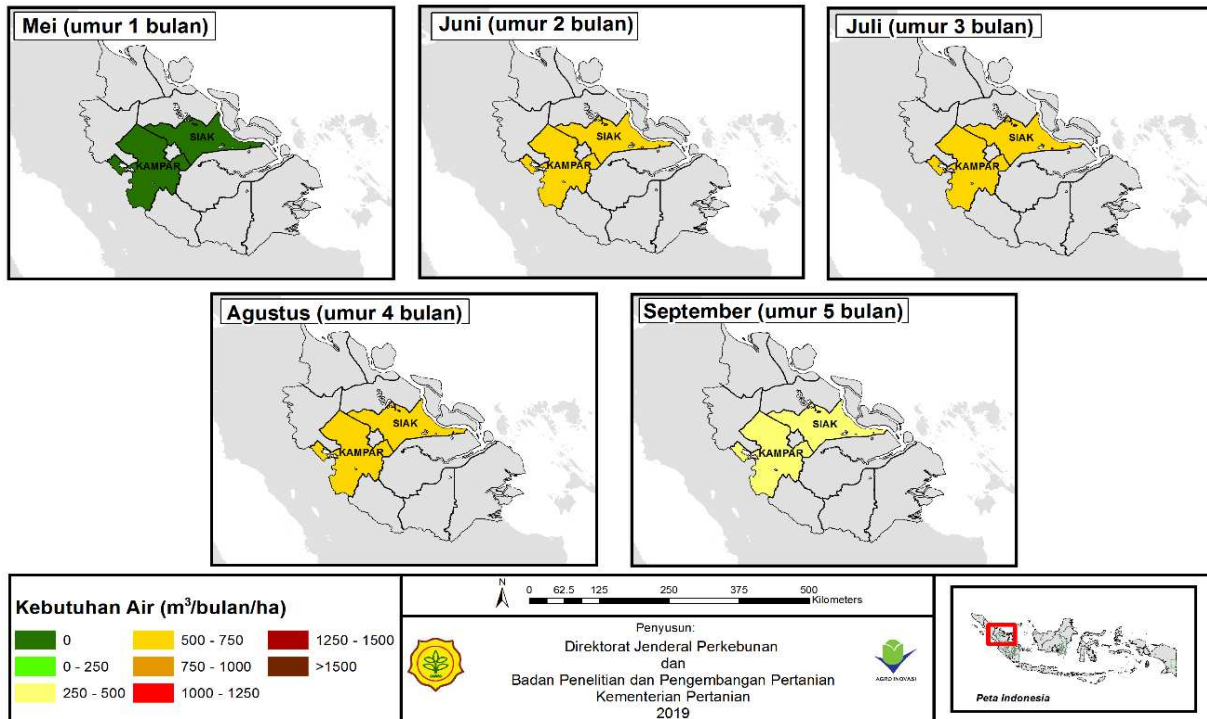 Mei (umur 1 bulan)
SIAK
KAMPAR
Juni (umur 2 bulan)
SIAK
KAMPAR
Juli (umur 3 bulan)
SIAK
KAMPAR
Agustus (umur 4 bulan)
SIAK
KAMPAR
September (umur 5 bulan)
SIAK
KAMPAR
Kebutuhan Air (m³/bulan/ha)
0
0 - 250
250 - 500
500 - 750
750 - 1000
1000 - 1250
1250 - 1500
>1500
N
0 62.5 125 250 375 500
Kilometers
Penyusun:
Direktorat Jenderal Perkebunan
dan
Badan Penelitian dan Pengembangan Pertanian
Kementerian Pertanian
2019
AGRO INOVASI
Peta Indonesia